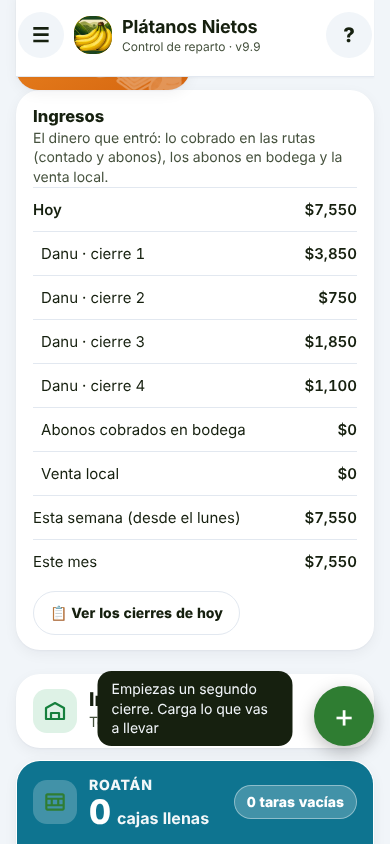 Plátanos Nietos
Control de reparto · v9.9
?
Ingresos
El dinero que entró: lo cobrado en las rutas
(contado y abonos), los abonos en bodega y la
venta local.
Hoy $7,550
Danu · cierre 1 $3,850
Danu · cierre 2 $750
Danu · cierre 3 $1,850
Danu · cierre 4 $1,100
Abonos cobrados en bodega $0
Venta local $0
Esta semana (desde el lunes) $7,550
Este mes $7,550
📋 Ver los cierres de hoy
Empiezas un segundo
cierre. Carga lo que vas
a llevar
+
ROATÁN
0 cajas llenas
0 taras vacías